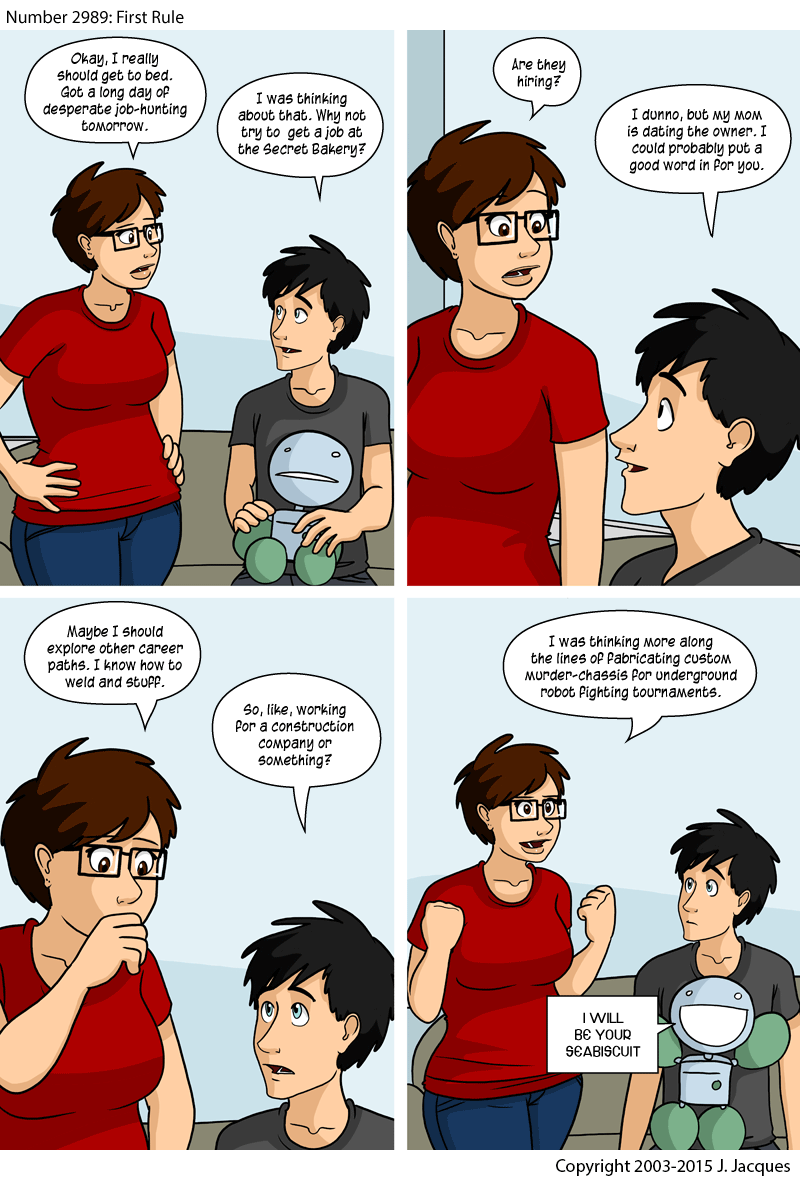 Number 2989: First Rule
Okay, I really
should get to bed.
Got a long day of
desperate job-hunting
tomorrow.
I was thinking
about that. Why not
try to get a job at
the Secret Bakery?
Are they
hiring?
I dunno, but my mom
is dating the owner. I
could probably put a
good word in for you.
Maybe I should
explore other career
paths. I know how to
weld and stuff.
So, like, working
for a construction
company or
something?
I was thinking more along
the lines of fabricating custom
murder-chassis for underground
robot fighting tournaments.
I WILL
BE YOUR
SEABISCUIT
Copyright 2003-2015 J. Jacques